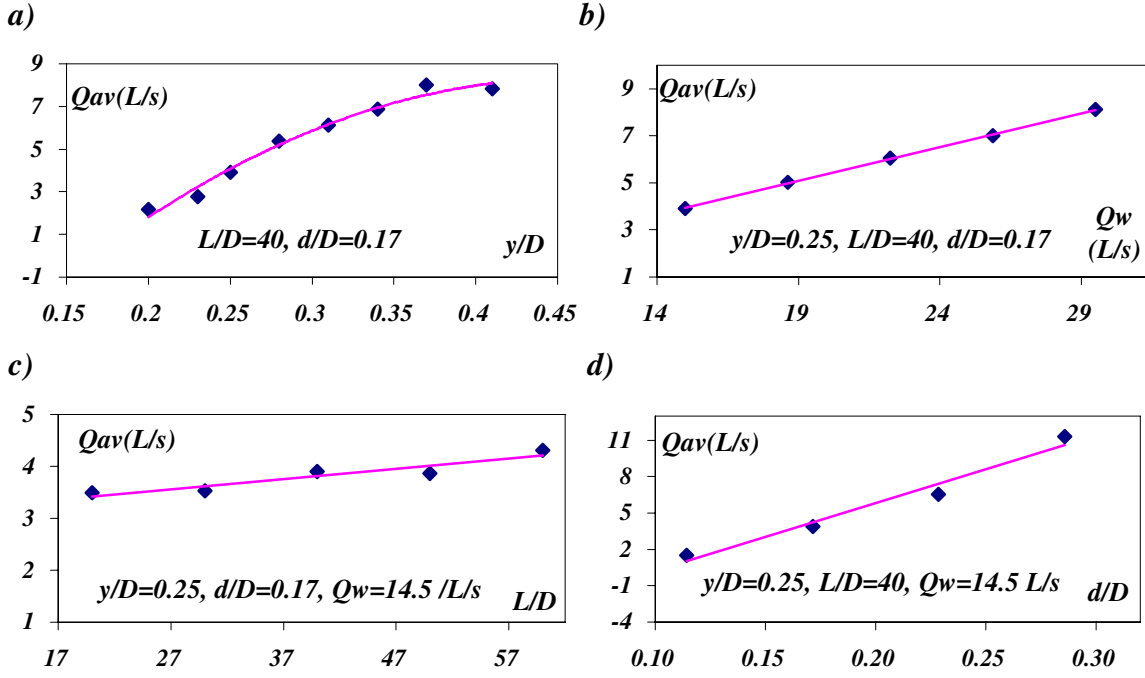 a)
9
Qav(L/s)
7
5
3
1
L/D=40, d/D=0.17
y/D
-1
0.15 0.2 0.25 0.3 0.35 0.4 0.45
b)
9
Qav(L/s)
7
5
3
y/D=0.25, L/D=40, d/D=0.17
Qw
(L/s)
1
14 19 24 29
c)
5
Qav(L/s)
4
3
2
y/D=0.25, d/D=0.17, Qw=14.5 /L/s
L/D
1
17 27 37 47 57
d)
11
Qav(L/s)
8
5
2
-1
y/D=0.25, L/D=40, Qw=14.5 L/s
d/D
-4
0.10 0.15 0.20 0.25 0.30